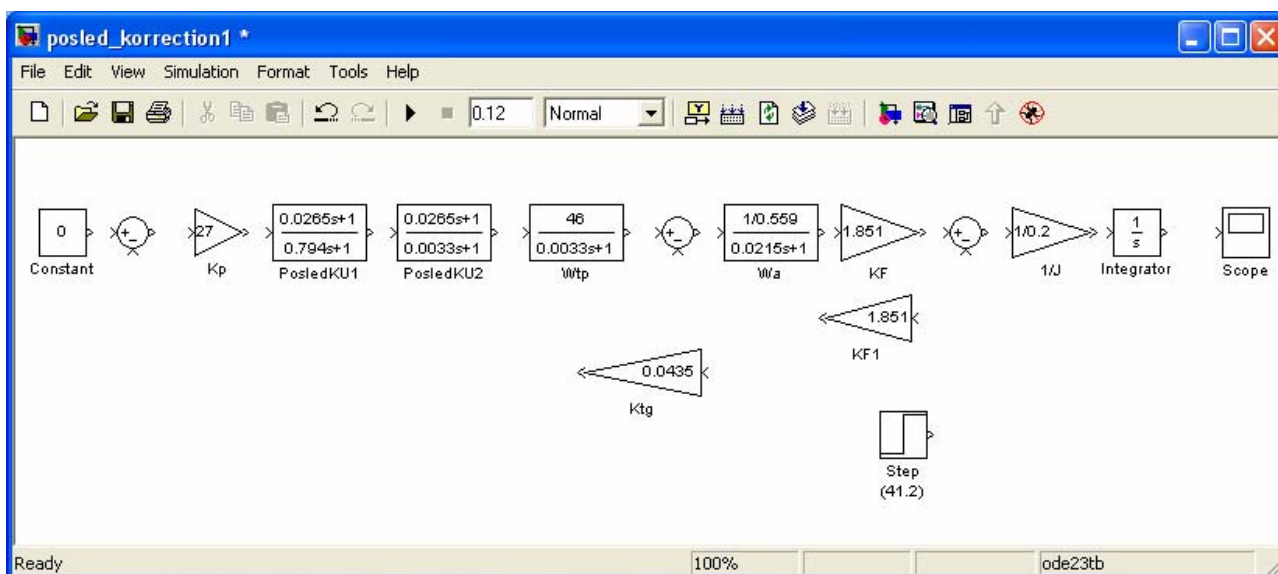 posled_korrection1 *
File Edit View Simulation Format Tools Help
0.12 Normal
0
Constant
+
-
27
Kp
0.0265s+1
0.794s+1
PosledKU1
0.0265s+1
0.0033s+1
PosledKU2
46
0.0033s+1
Wtp
+
-
1/0.559
0.0215s+1
Wa
1.851
KF
+
-
1/0.2
1/J
1
s
Integrator
Scope
1.851
KF1
0.0435
Ktg
Step
(41.2)
Ready 100% ode23tb